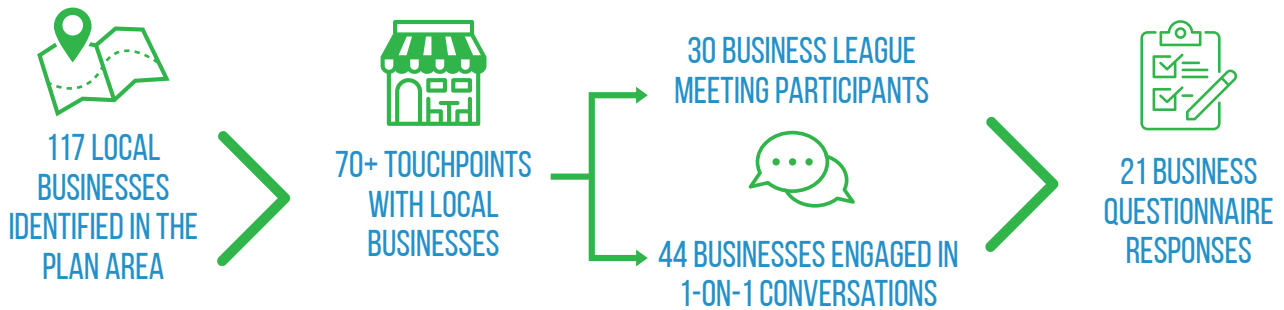 117 LOCAL
BUSINESSES
IDENTIFIED IN THE
PLAN AREA
70+ TOUCHPOINTS
WITH LOCAL
BUSINESSES
30 BUSINESS LEAGUE
MEETING PARTICIPANTS
44 BUSINESSES ENGAGED IN
1-ON-1 CONVERSATIONS
21 BUSINESS
QUESTIONNAIRE
RESPONSES